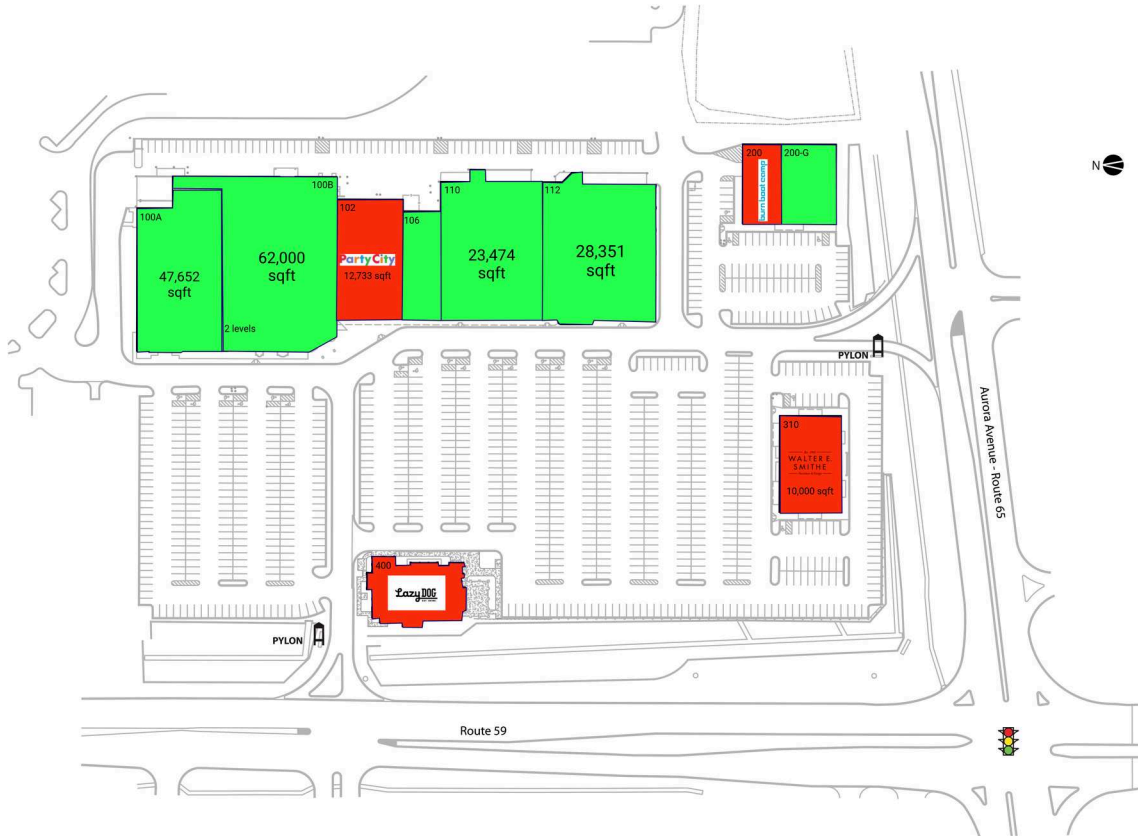 200
200-G
burn boot camp
N
100B
110
112
100A
102
106
47,652
sqft
62,000
sqft
Party City
12,733 sqft
23,474
sqft
28,351
sqft
2 levels
PYLON
Aurora Avenue - Route 65
310
WALTER E.
SMITHE
10,000 sqft
400
Lazy DOG
PYLON
Route 59